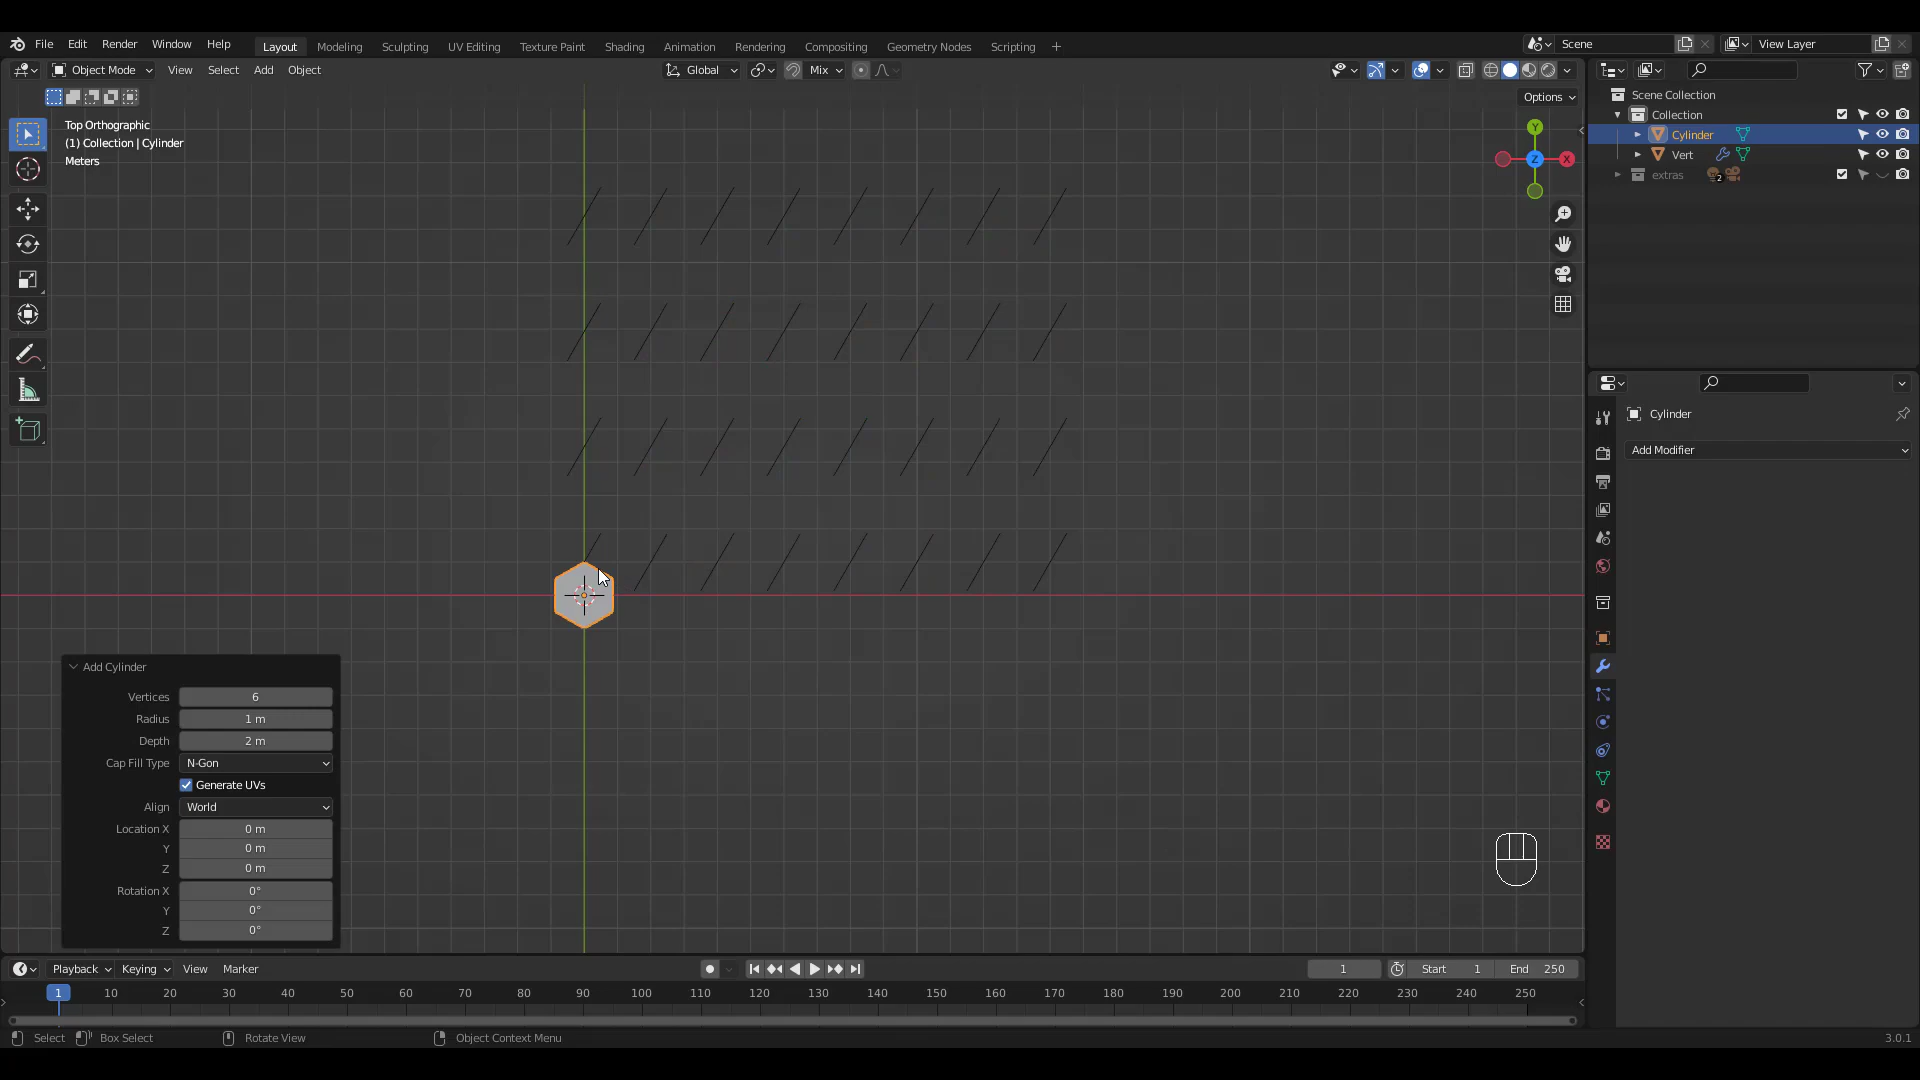 File Edit Render Window Help Layout Modeling Sculpting UV Editing Texture Paint Shading Animation Rendering Compositing Geometry Nodes Scripting + Scene View Layer
Object Mode View Select Add Object Global Mix
Options
Top Orthographic
(1) Collection | Cylinder
Meters
Y
X
Z
Scene Collection
Collection
Cylinder
Vert
extras 2
Cylinder
Add Modifier
Add Cylinder
Vertices 6
Radius 1 m
Depth 2 m
Cap Fill Type N-Gon
Generate UVs
Align World
Location X 0 m
Y 0 m
Z 0 m
Rotation X 0°
Y 0°
Z 0°
Playback Keying View Marker 1 Start 1 End 250
1 10 20 30 40 50 60 70 80 90 100 110 120 130 140 150 160 170 180 190 200 210 220 230 240 250
Select Box Select Rotate View Object Context Menu 3.0.1